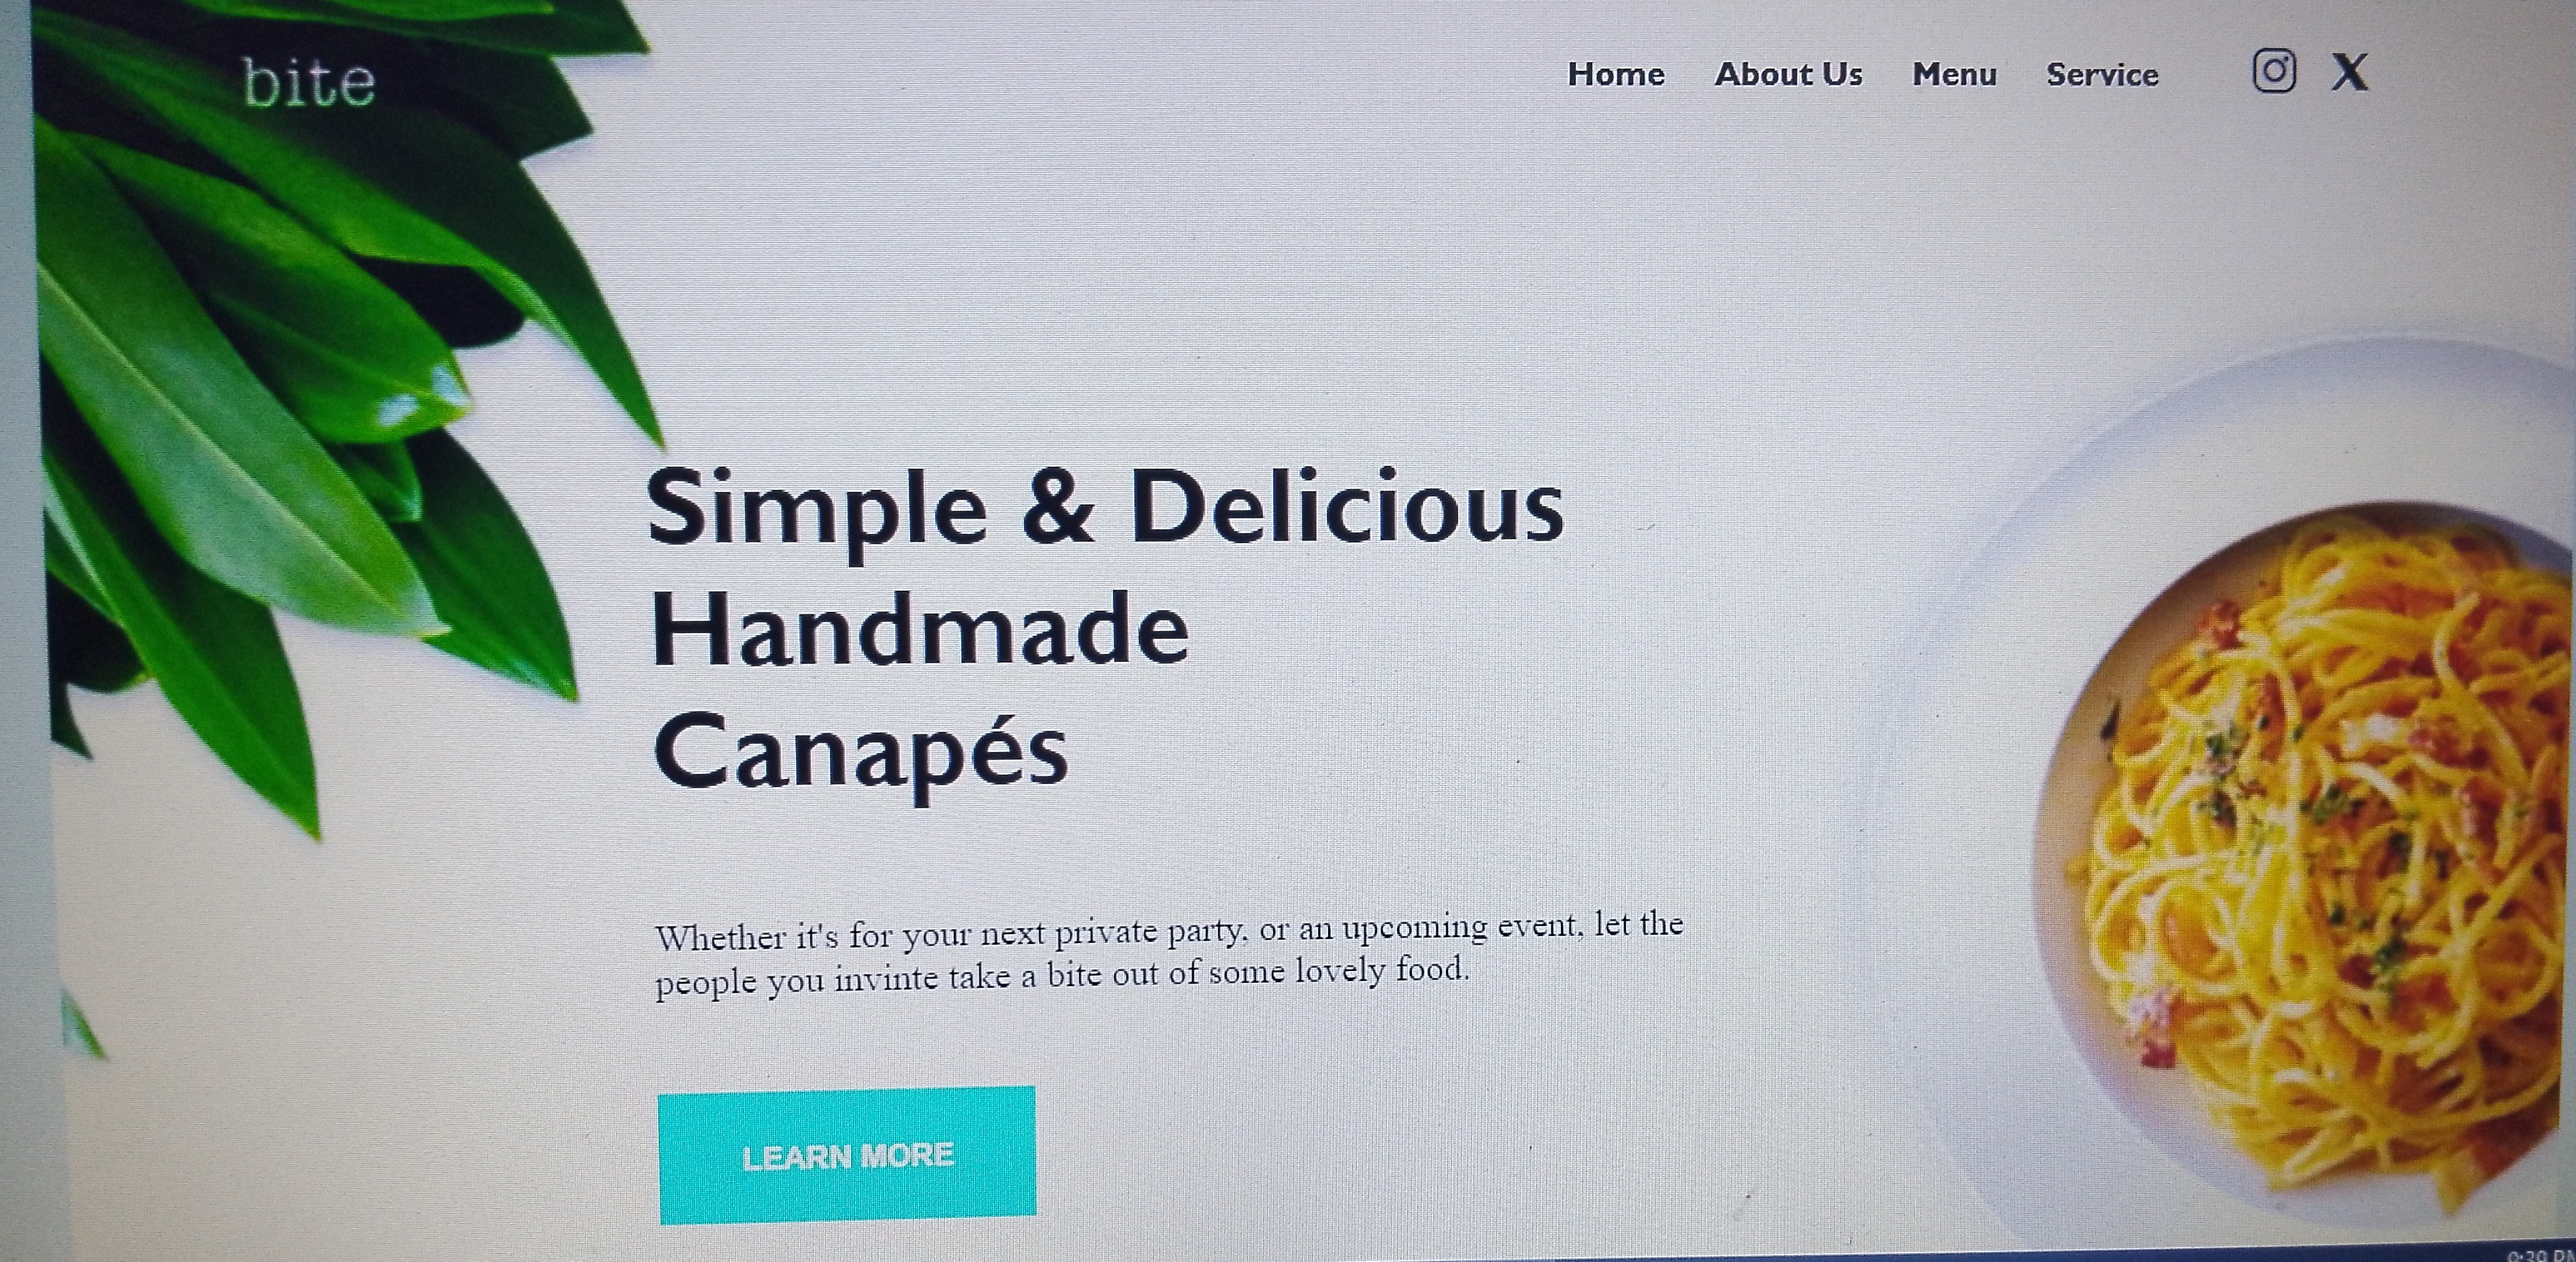 bite
Home About Us Menu Service
Simple & Delicious
Handmade
Canapés
Whether it's for your next private party, or an upcoming event, let the
people you invinte take a bite out of some lovely food.
LEARN MORE